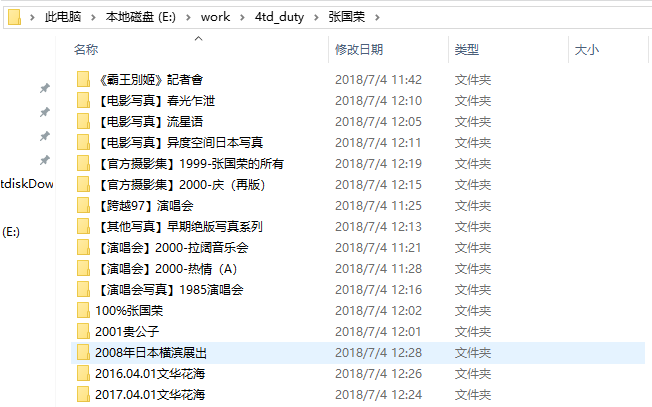 此电脑 > 本地磁盘 (E:) > work > 4td_duty > 张国荣 >
名称 修改日期 类型 大小
《霸王別姬》記者會 2018/7/4 11:42 文件夹
【电影写真】春光乍泄 2018/7/4 12:10 文件夹
【电影写真】流星语 2018/7/4 12:05 文件夹
【电影写真】异度空间日本写真 2018/7/4 12:11 文件夹
【官方摄影集】1999-张国荣的所有 2018/7/4 12:19 文件夹
【官方摄影集】2000-庆（再版） 2018/7/4 12:15 文件夹
【跨越97】演唱会 2018/7/4 11:25 文件夹
【其他写真】早期绝版写真系列 2018/7/4 12:13 文件夹
【演唱会】2000-拉阔音乐会 2018/7/4 11:21 文件夹
【演唱会】2000-热情（A） 2018/7/4 11:28 文件夹
【演唱会写真】1985演唱会 2018/7/4 12:16 文件夹
100%张国荣 2018/7/4 12:02 文件夹
2001贵公子 2018/7/4 12:01 文件夹
2008年日本横滨展出 2018/7/4 12:28 文件夹
2016.04.01文华花海 2018/7/4 12:26 文件夹
2017.04.01文华花海 2018/7/4 12:24 文件夹
tdiskDow
(E:)